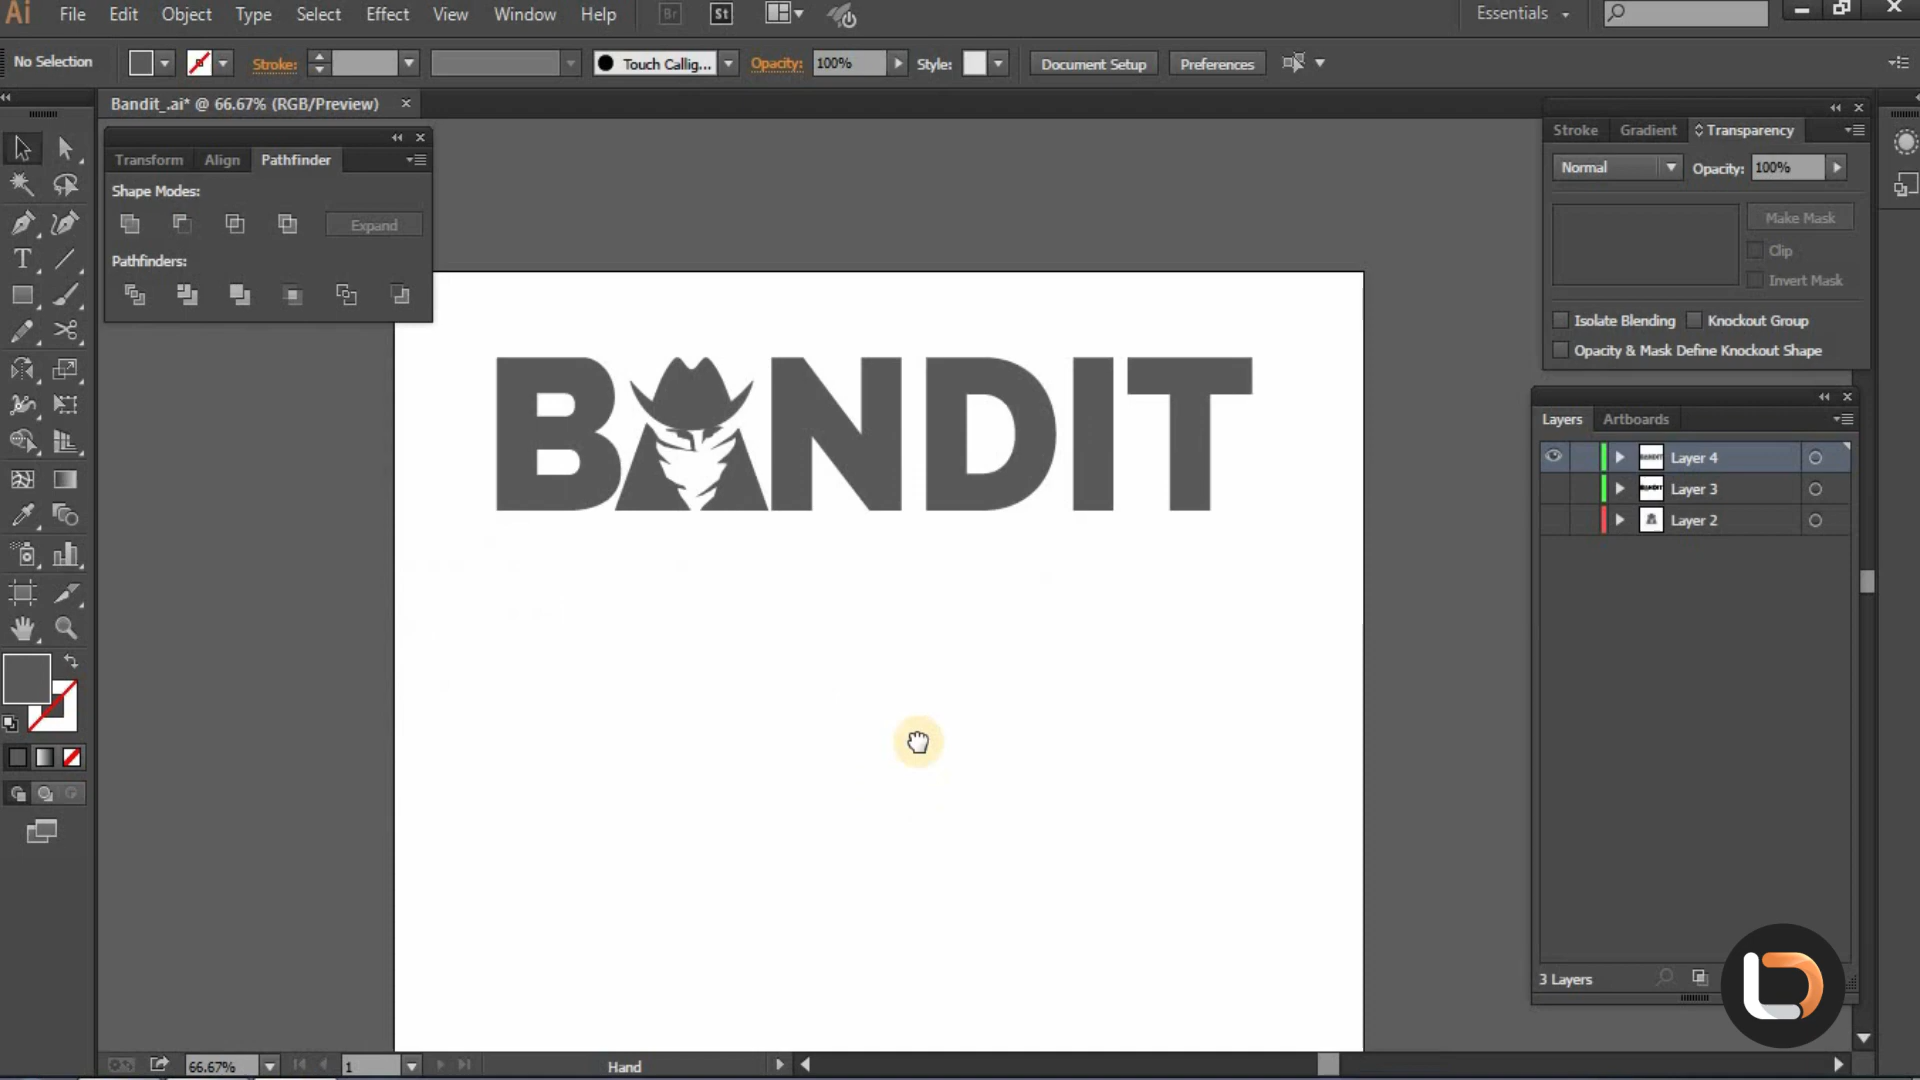 Ai File Edit Object Type Select Effect View Window Help Br St Essentials
No Selection Stroke: Touch Callig... Opacity: 100% Style: Document Setup Preferences
Bandit_.ai* @ 66.67% (RGB/Preview)
Transform Align Pathfinder
Shape Modes:
Expand
Pathfinders:
Stroke Gradient Transparency
Normal Opacity: 100%
Make Mask
Clip
Invert Mask
Isolate Blending Knockout Group
Opacity & Mask Define Knockout Shape
BANDIT
Layers Artboards
Layer 4
Layer 3
Layer 2
3 Layers
66.67% 1 Hand